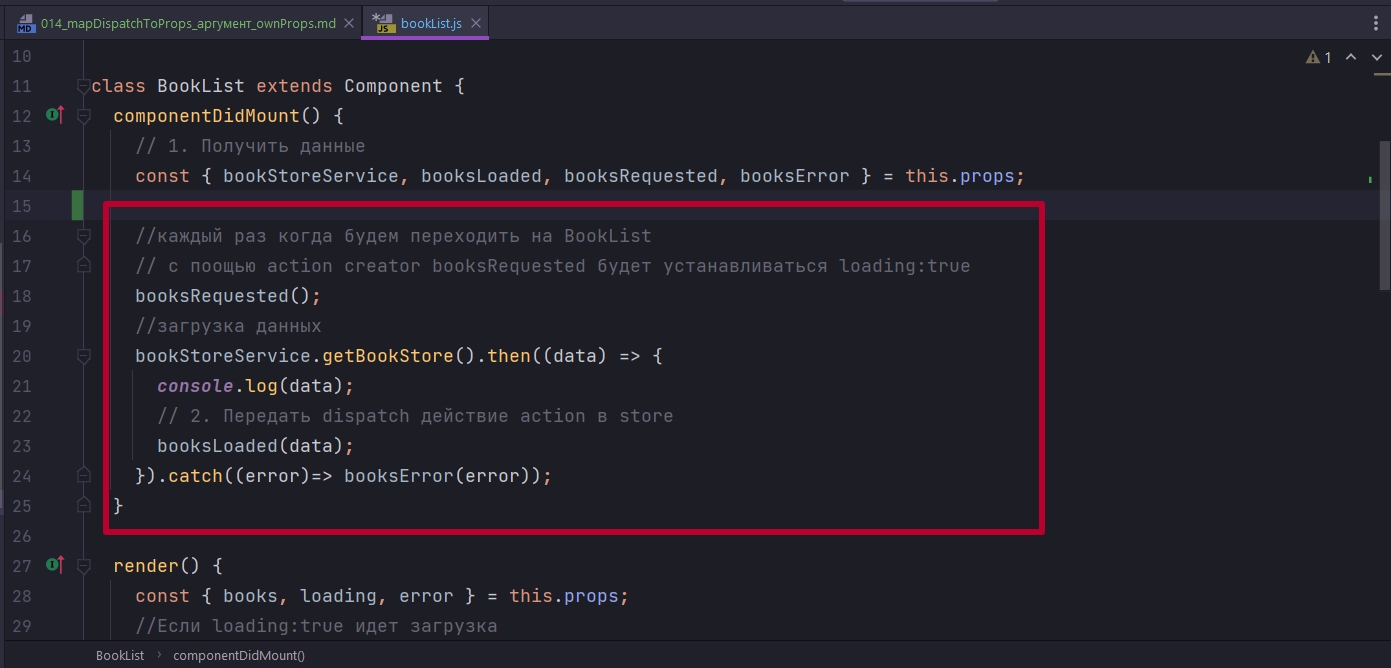 014_mapDispatchToProps_аргумент_ownProps.md bookList.js
10
1
11 class BookList extends Component {
12 componentDidMount() {
13 // 1. Получить данные
14 const { bookStoreService, booksLoaded, booksRequested, booksError } = this.props;
15
16 //каждый раз когда будем переходить на BookList
17 // с поощью action creator booksRequested будет устанавливаться loading:true
18 booksRequested();
19 //загрузка данных
20 bookStoreService.getBookStore().then((data) => {
21 console.log(data);
22 // 2. Передать dispatch действие action в store
23 booksLoaded(data);
24 }).catch((error)=> booksError(error));
25 }
26
27 render() {
28 const { books, loading, error } = this.props;
29 //Если loading:true идет загрузка
BookList › componentDidMount()